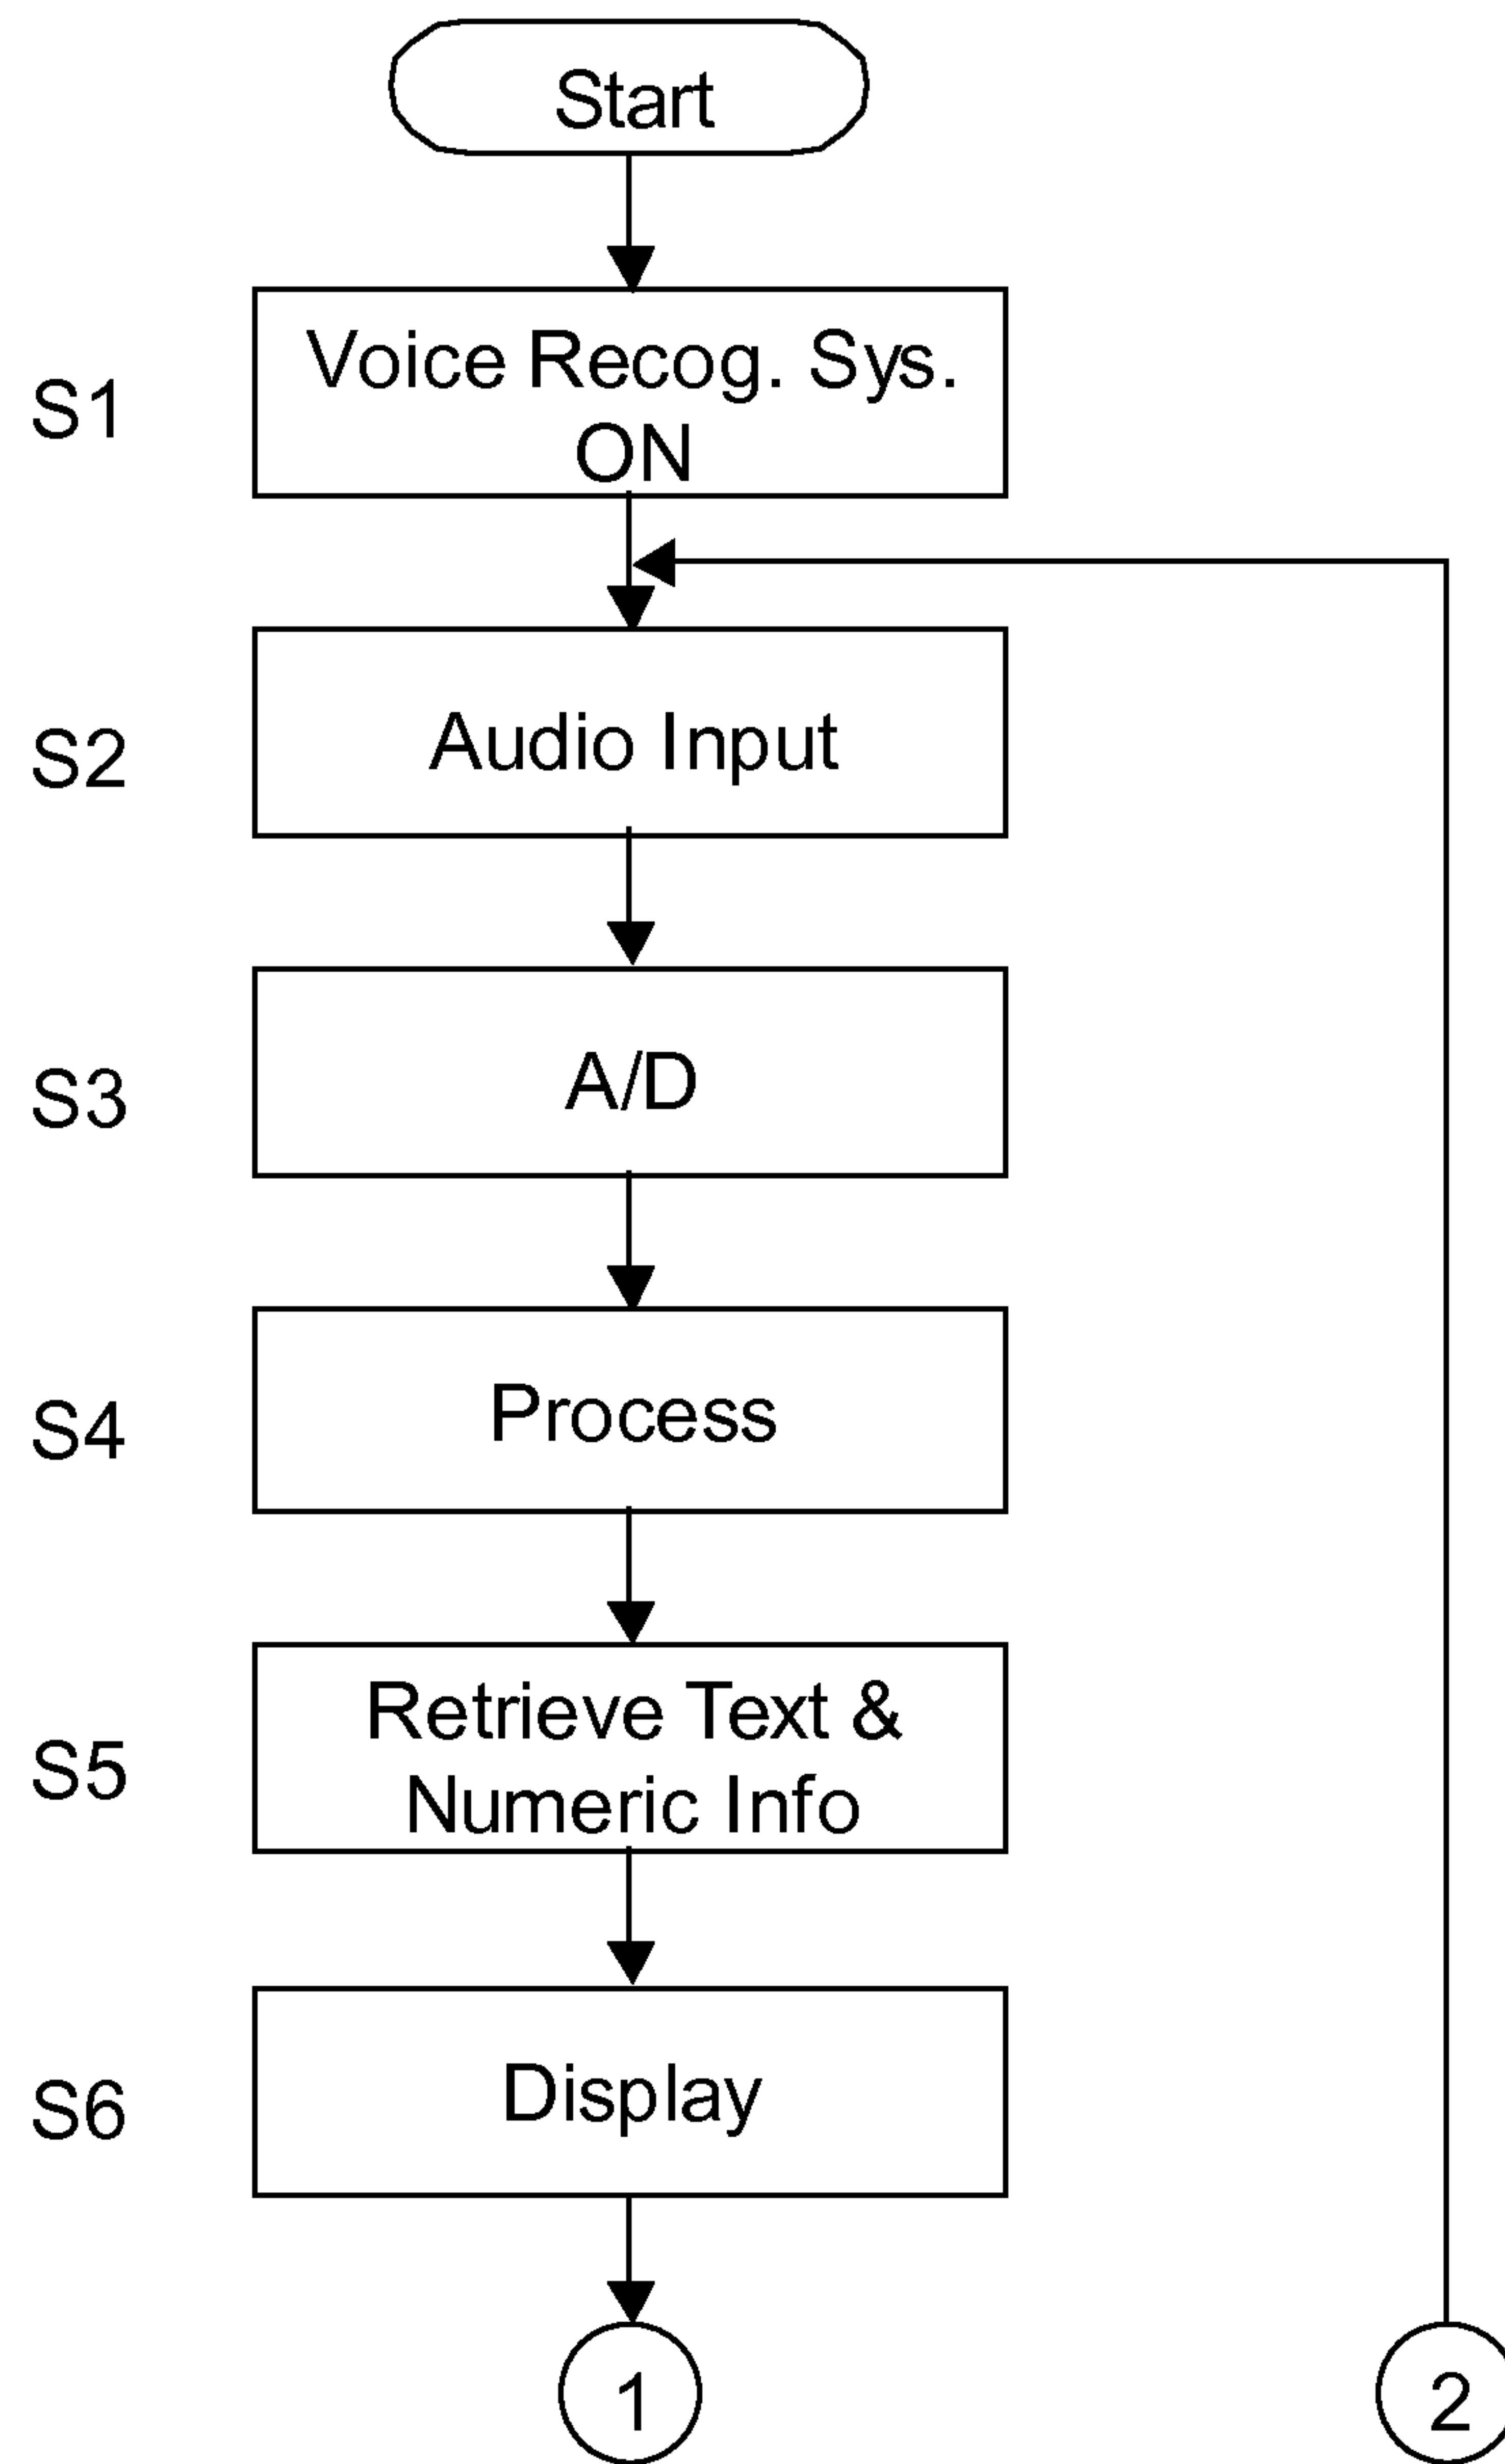 Start
S1
Voice Recog. Sys.
ON
S2
Audio Input
S3
A/D
S4
Process
S5
Retrieve Text &
Numeric Info
S6
Display
1
2